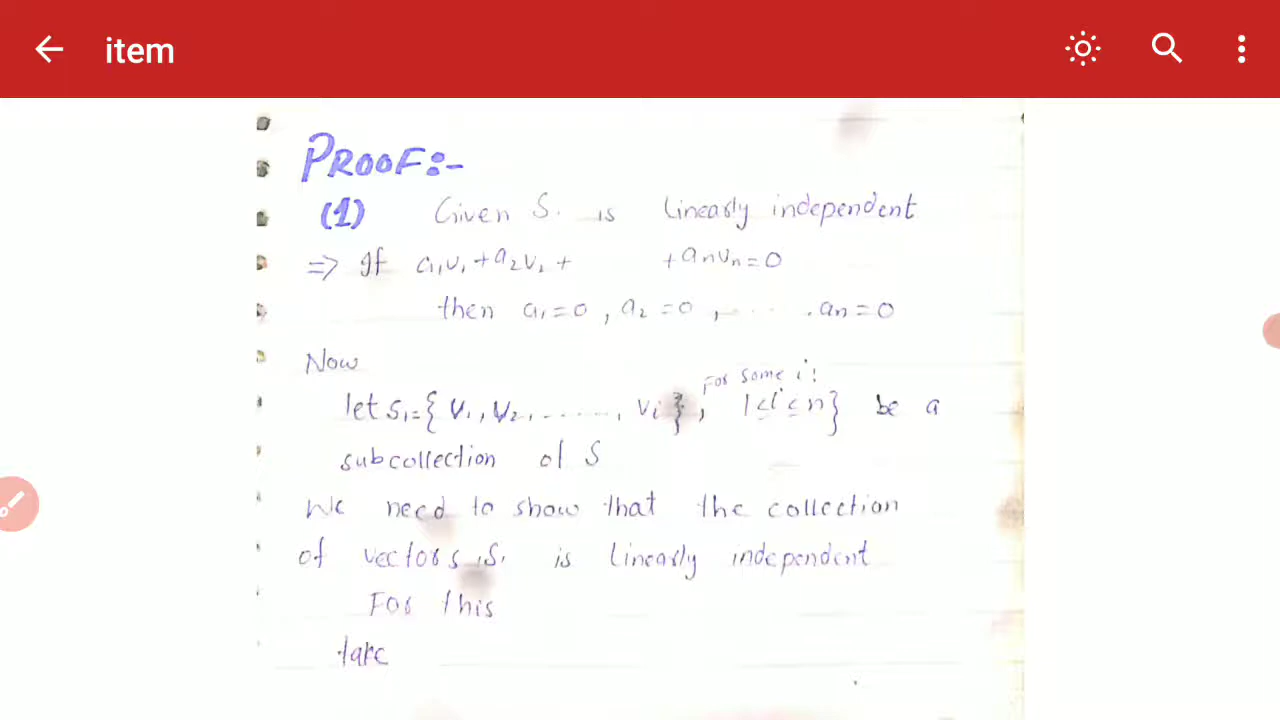 item
PROOF:-
(1) Given S. is linearly independent
=> If a₁v₁+a₂v₂+ +aₙvₙ=0
then a₁=0, a₂=0, ..... .aₙ=0
Now
For some i:
let S₁={v₁, v₂, ......, vᵢ}, 1≤i≤n} be a
subcollection of S
We need to show that the collection
of vectors S₁ is linearly independent
For this
take